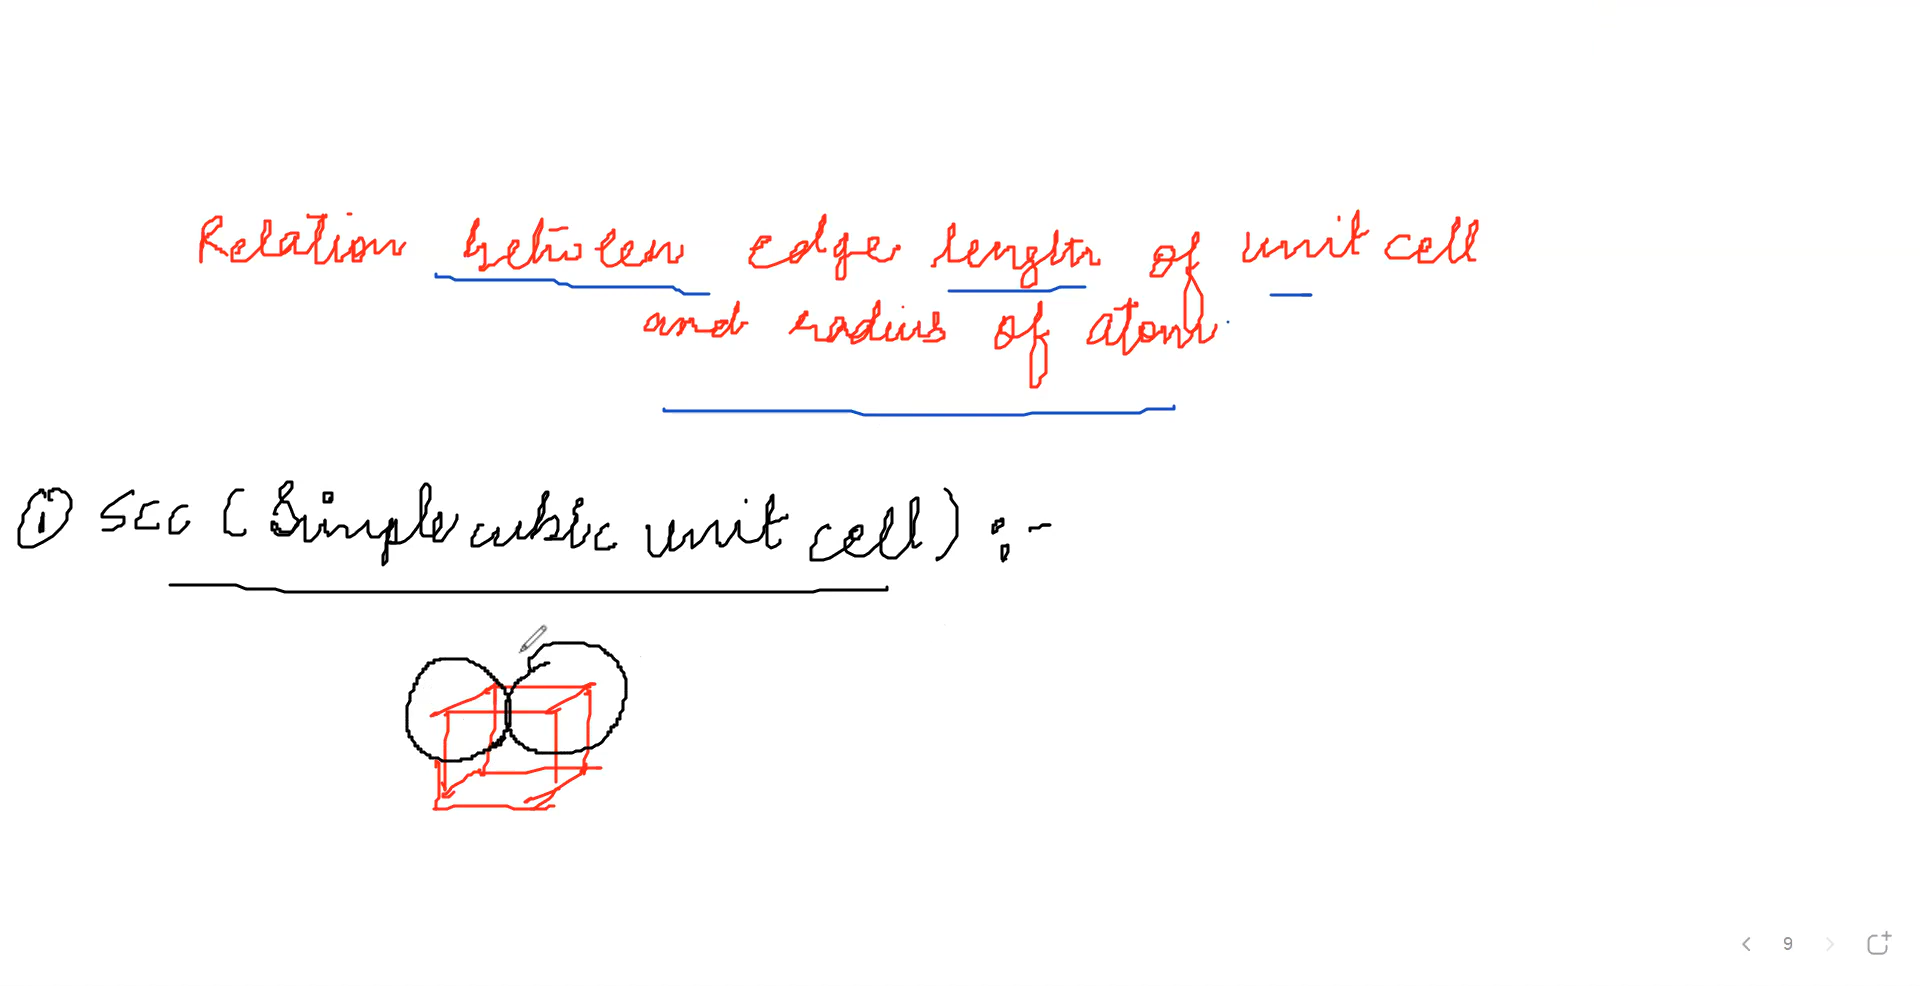 Relation between edge length of unit cell
and radius of atom.
① SCC (Simple cubic unit cell) :-
9